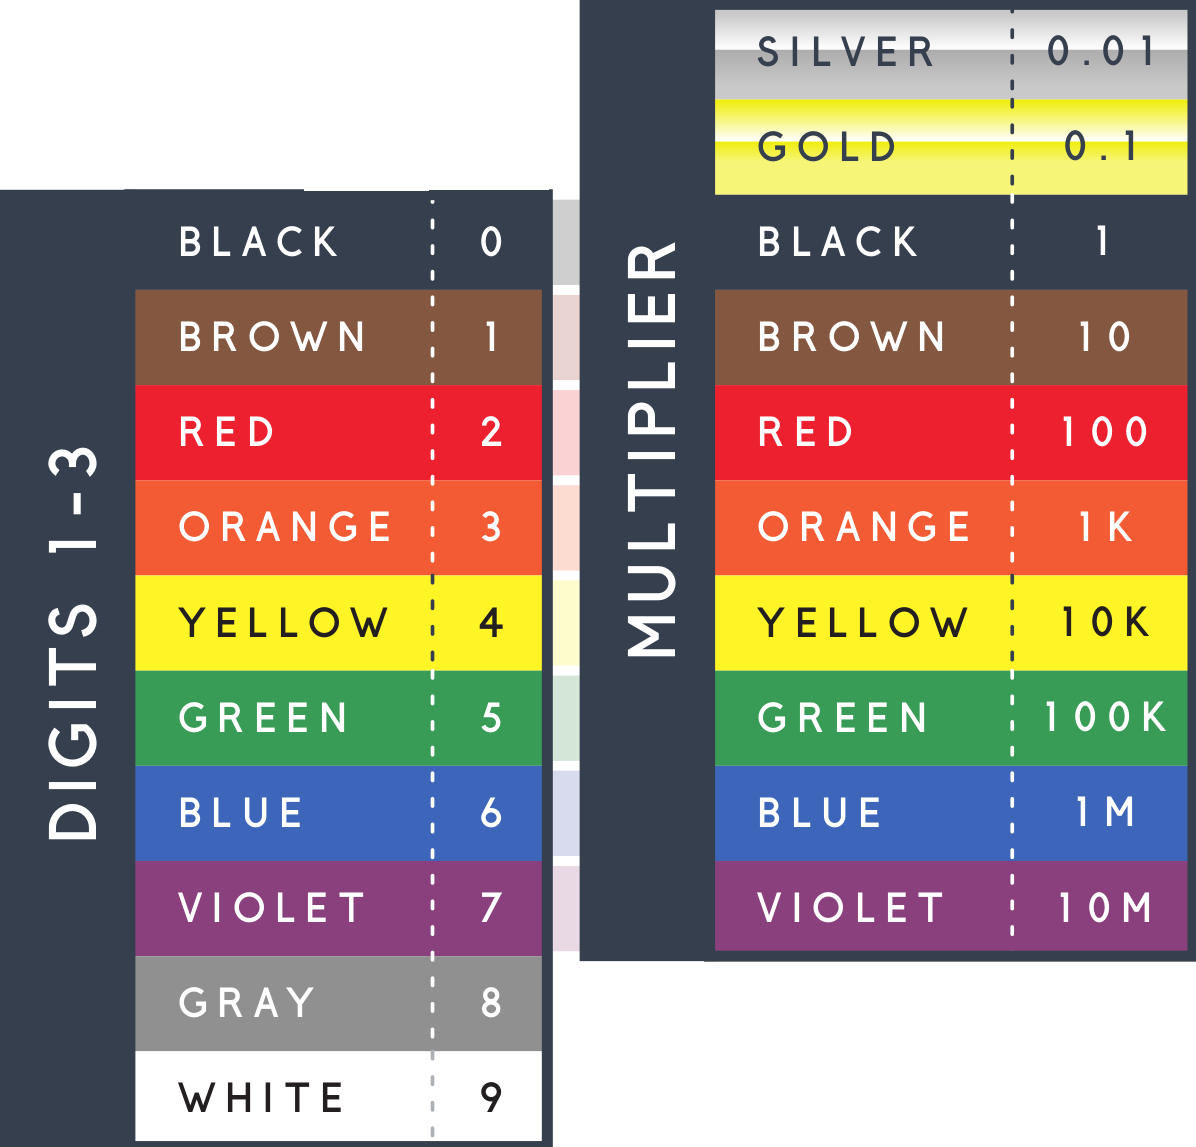 DIGITS 1-3
BLACK 0
BROWN 1
RED 2
ORANGE 3
YELLOW 4
GREEN 5
BLUE 6
VIOLET 7
GRAY 8
WHITE 9
MULTIPLIER
SILVER 0.01
GOLD 0.1
BLACK 1
BROWN 10
RED 100
ORANGE 1K
YELLOW 10K
GREEN 100K
BLUE 1M
VIOLET 10M